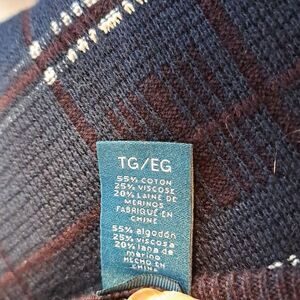 TG/EG
55% COTON
25% VISCOSE
20% LAINE DE
MERINOS
FABRIQUÉ EN
CHINE
55% algodón
25% viscosa
20% lana de
merino
HECHO EN
CHINA